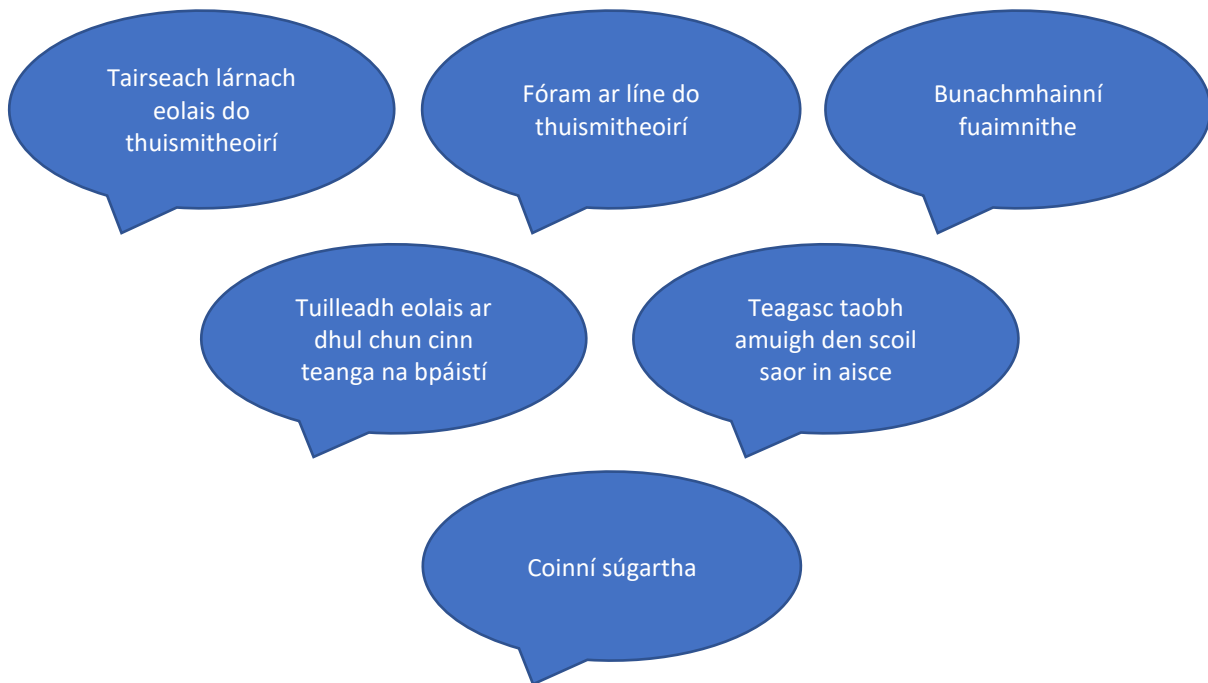 Tairseach lárnach
eolais do
thuismitheoirí
Fóram ar líne do
thuismitheoirí
Bunachmhainní
fuaimnithe
Tuilleadh eolais ar
dhul chun cinn
teanga na bpáistí
Teagasc taobh
amuigh den scoil
saor in aisce
Coinní súgartha